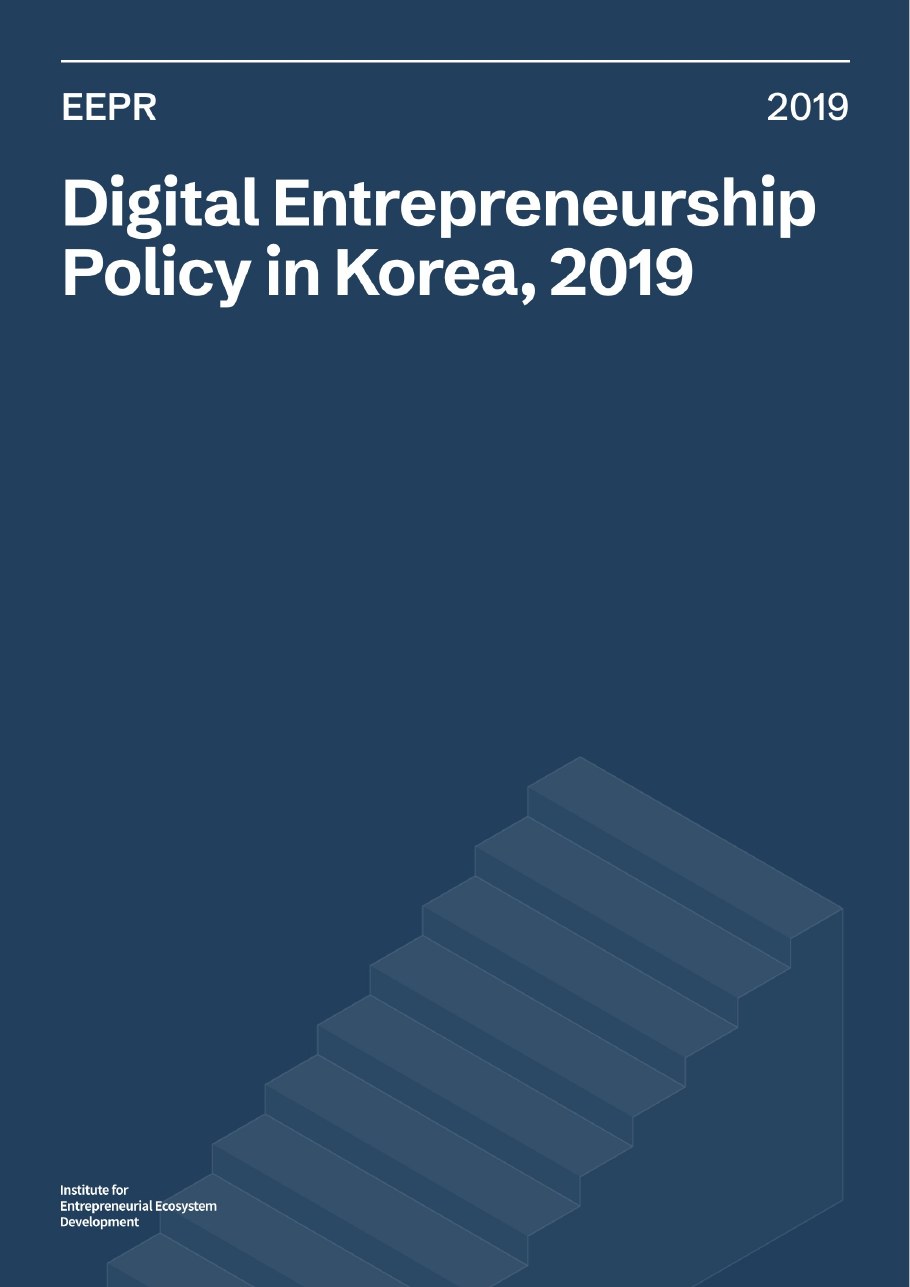 EEPR
2019
Digital Entrepreneurship
Policy in Korea, 2019
Institute for
Entrepreneurial Ecosystem
Development